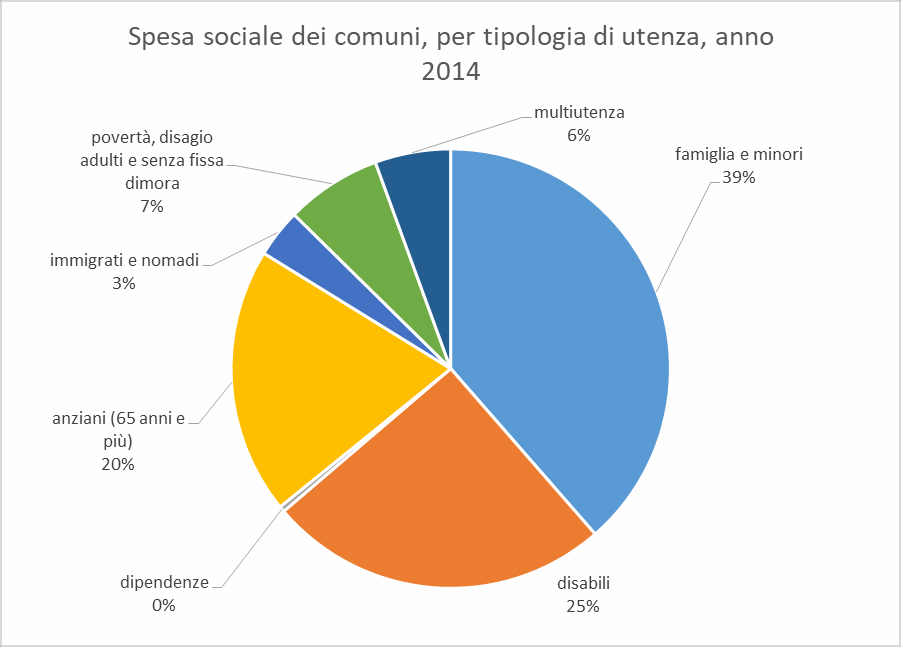 Spesa sociale dei comuni, per tipologia di utenza, anno
2014
multiutenza
6%
famiglia e minori
39%
povertà, disagio
adulti e senza fissa
dimora
7%
immigrati e nomadi
3%
anziani (65 anni e
più)
20%
dipendenze
0%
disabili
25%